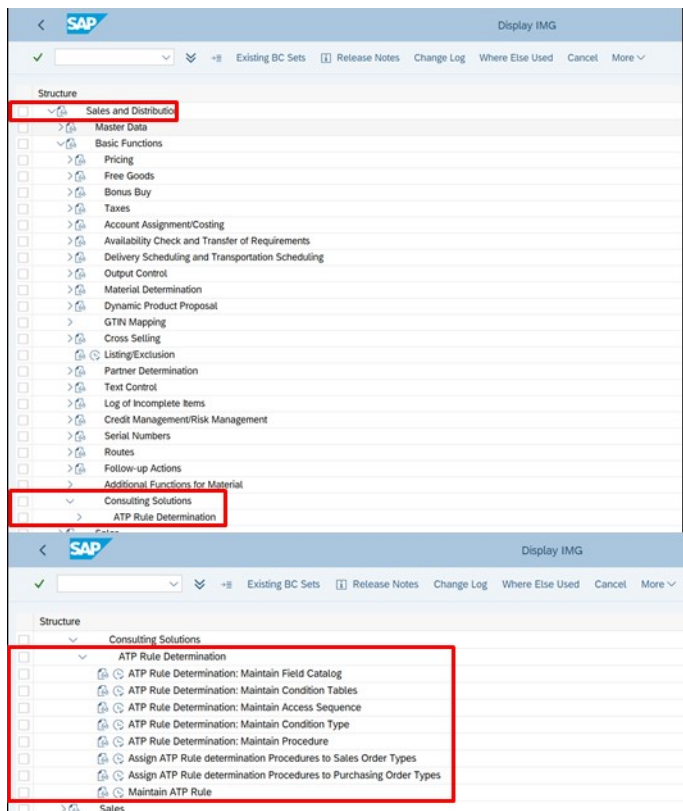 SAP
Display IMG
Existing BC Sets Release Notes Change Log Where Else Used Cancel More
Structure
Sales and Distribution
Master Data
Basic Functions
Pricing
Free Goods
Bonus Buy
Taxes
Account Assignment/Costing
Availability Check and Transfer of Requirements
Delivery Scheduling and Transportation Scheduling
Output Control
Material Determination
Dynamic Product Proposal
GTIN Mapping
Cross Selling
Listing/Exclusion
Partner Determination
Text Control
Log of Incomplete Items
Credit Management/Risk Management
Serial Numbers
Routes
Follow-up Actions
Additional Functions for Material
Consulting Solutions
ATP Rule Determination
Sales
SAP
Display IMG
Existing BC Sets Release Notes Change Log Where Else Used Cancel More
Structure
Consulting Solutions
ATP Rule Determination
ATP Rule Determination: Maintain Field Catalog
ATP Rule Determination: Maintain Condition Tables
ATP Rule Determination: Maintain Access Sequence
ATP Rule Determination: Maintain Condition Type
ATP Rule Determination: Maintain Procedure
Assign ATP Rule determination Procedures to Sales Order Types
Assign ATP Rule determination Procedures to Purchasing Order Types
Maintain ATP Rule
Sales